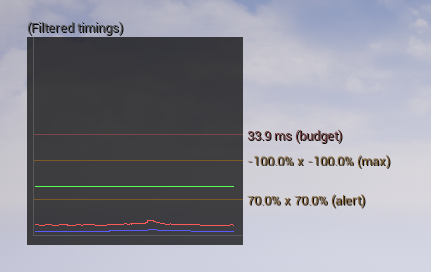 (Filtered timings)
33.9 ms (budget)
-100.0% x -100.0% (max)
70.0% x 70.0% (alert)